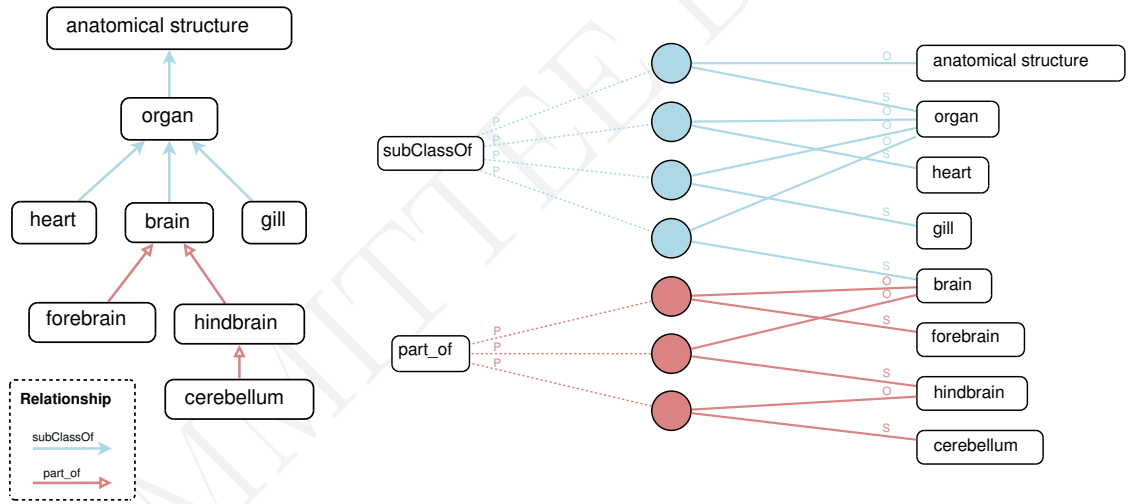 anatomical structure
organ
heart
brain
gill
forebrain
hindbrain
cerebellum
Relationship
subClassOf
part_of
subClassOf
part_of
P
P
P
P
P
P
P
O
S
O
O
O
S
S
S
O
O
S
S
O
S
anatomical structure
organ
heart
gill
brain
forebrain
hindbrain
cerebellum
MMITTEE